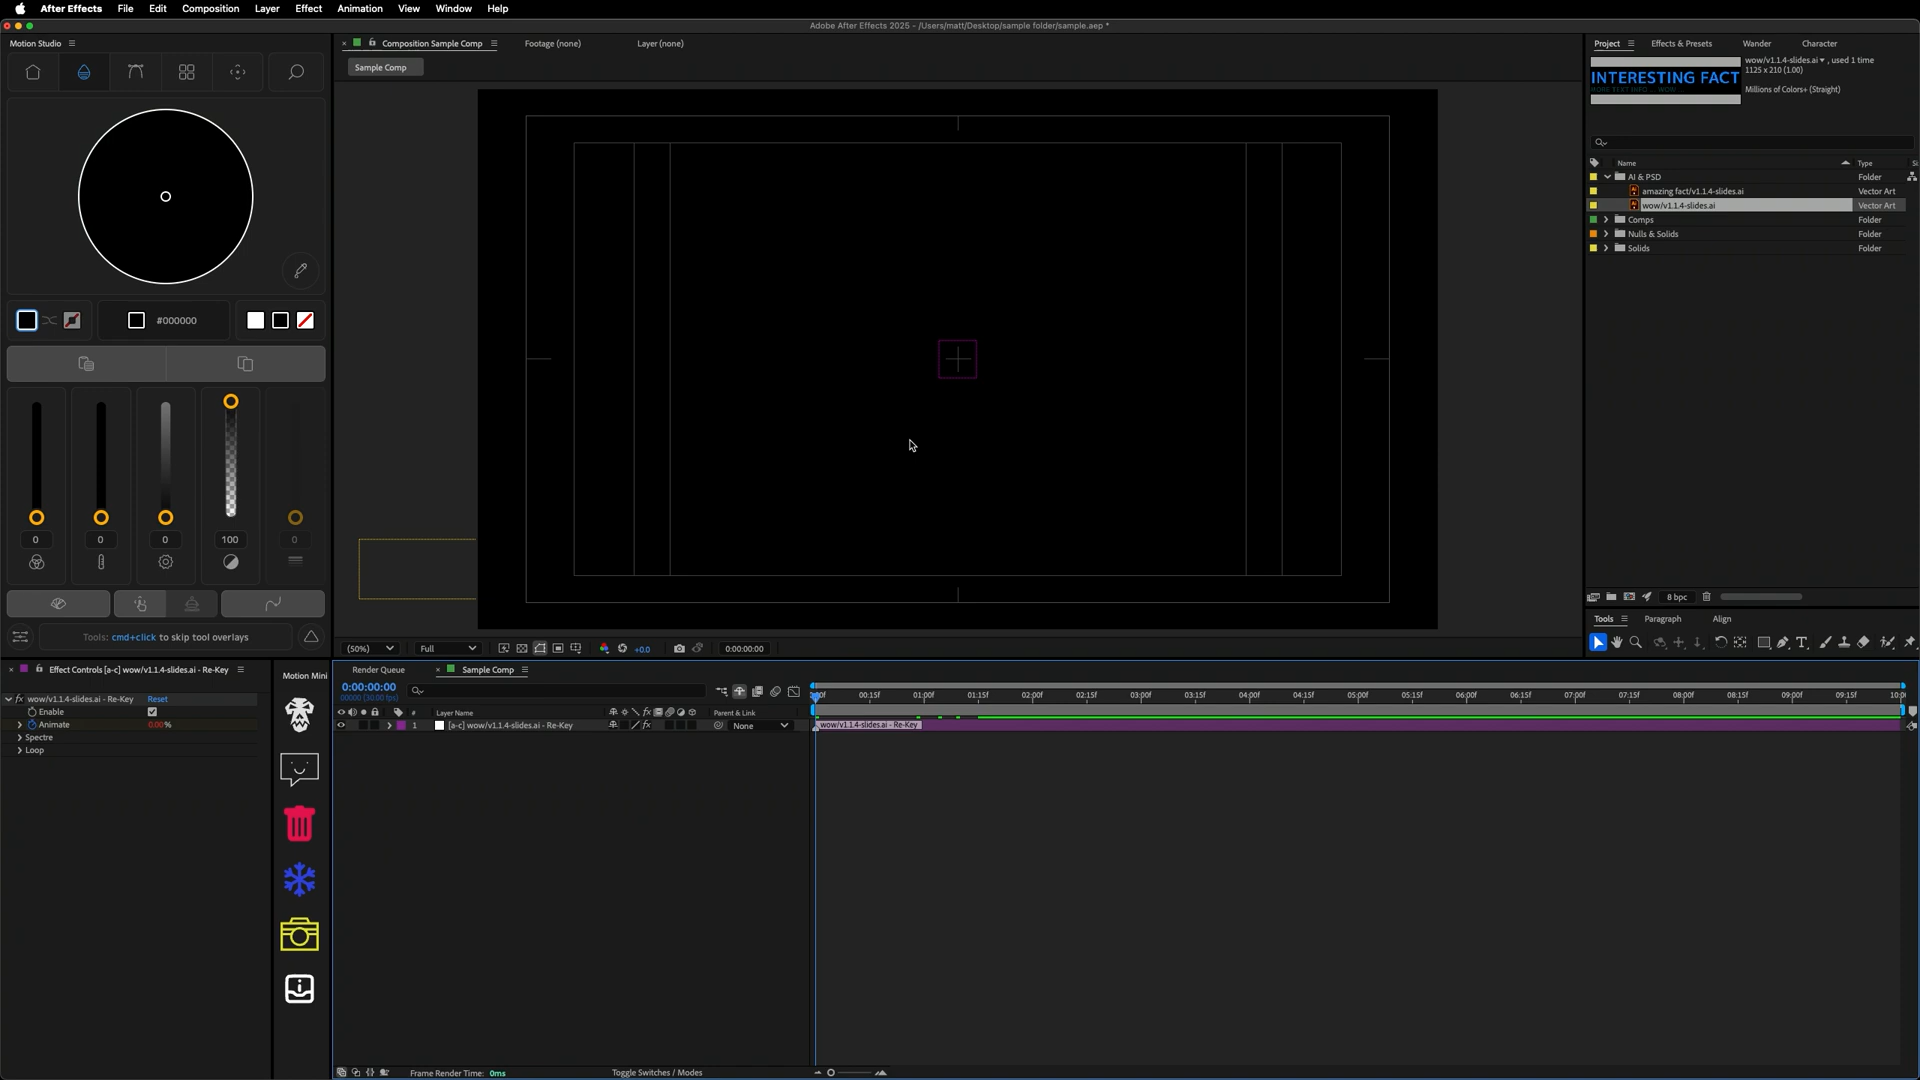 After Effects File Edit Composition Layer Effect Animation View Window Help
Adobe After Effects 2025 - /Users/matt/Desktop/sample folder/sample.aep *
Motion Studio
Composition Sample Comp
Footage (none)
Layer (none)
Sample Comp
#000000
0 0 0 100 0
Tools: cmd+click to skip tool overlays
(50%)
Full
+0.0
0:00:00:00
Project
Effects & Presets
Wander
Character
INTERESTING FACT
wow/v1.1.4-slides.ai , used 1 time
1125 x 210 (1.00)
Millions of Colors+ (Straight)
Name Type
AI & PSD Folder
amazing fact/v1.1.4-slides.ai Vector Art
wow/v1.1.4-slides.ai Vector Art
Comps Folder
Nulls & Solids Folder
Solids Folder
8 bpc
Tools
Paragraph
Align
Effect Controls [a-c] wow/v1.1.4-slides.ai - Re-Key
fx wow/v1.1.4-slides.ai - Re-Key Reset
Enable
Animate 0.00%
Spectre
Loop
Motion Mini
Render Queue
Sample Comp
0:00:00:00
00000 (30.00 fps)
# Layer Name fx Parent & Link
1 [a-c] wow/v1.1.4-slides.ai - Re-Key fx None
00:15f 01:00f 01:15f 02:00f 02:15f 03:00f 03:15f 04:00f 04:15f 05:00f 05:15f 06:00f 06:15f 07:00f 07:15f 08:00f 08:15f 09:00f 09:15f
wow/v1.1.4-slides.ai - Re-Key
Frame Render Time: 0ms
Toggle Switches / Modes